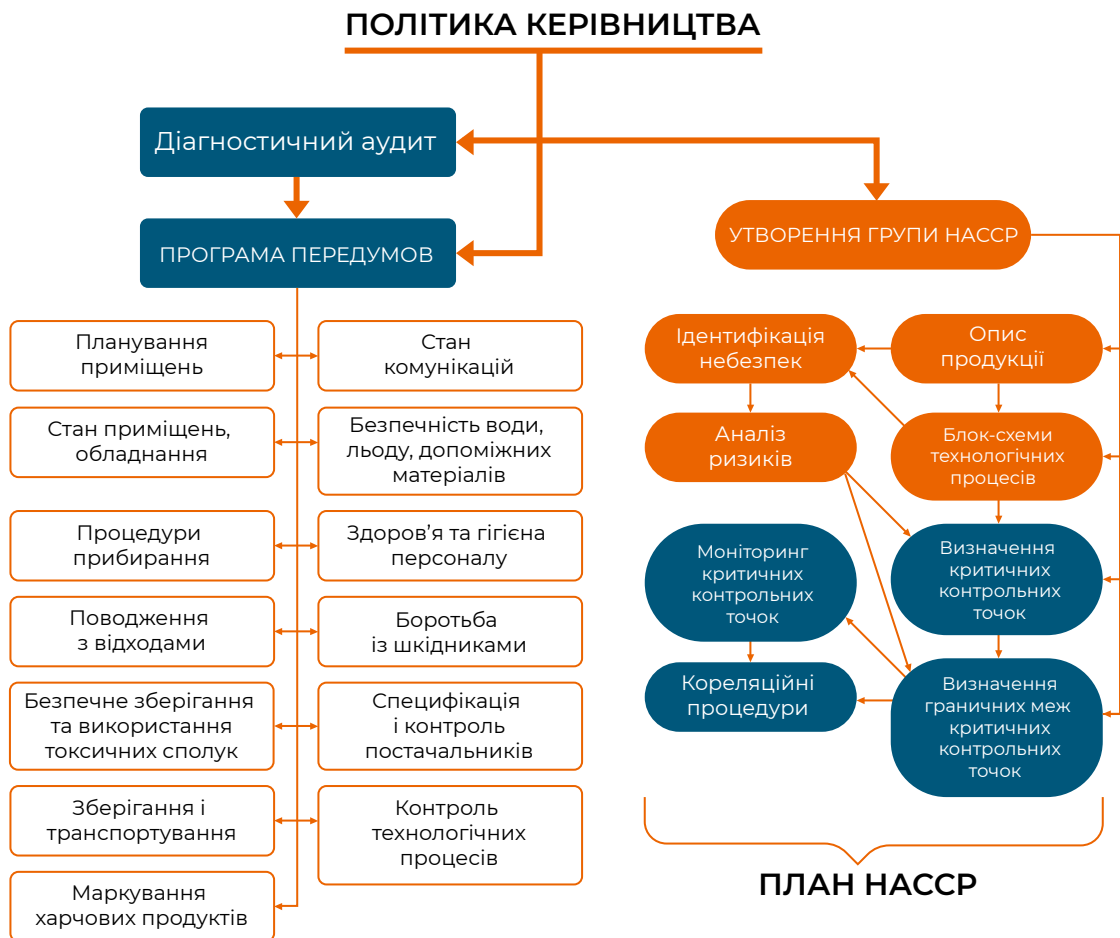 ПОЛІТИКА КЕРІВНИЦТВА
Діагностичний аудит
ПРОГРАМА ПЕРЕДУМОВ
УТВОРЕННЯ ГРУПИ НАССР
Планування
приміщень
Стан
комунікацій
Стан приміщень,
обладнання
Безпечність води,
льоду, допоміжних
матеріалів
Процедури
прибирання
Здоров’я та гігієна
персоналу
Поводження
з відходами
Боротьба
із шкідниками
Безпечне зберігання
та використання
токсичних сполук
Специфікація
і контроль
постачальників
Зберігання і
транспортування
Контроль
технологічних
процесів
Маркування
харчових продуктів
Ідентифікація
небезпек
Опис
продукції
Аналіз
ризиків
Блок-схеми
технологічних
процесів
Моніторинг
критичних
контрольних
точок
Визначення
критичних
контрольних
точок
Кореляційні
процедури
Визначення
граничних меж
критичних
контрольних
точок
ПЛАН НАССР